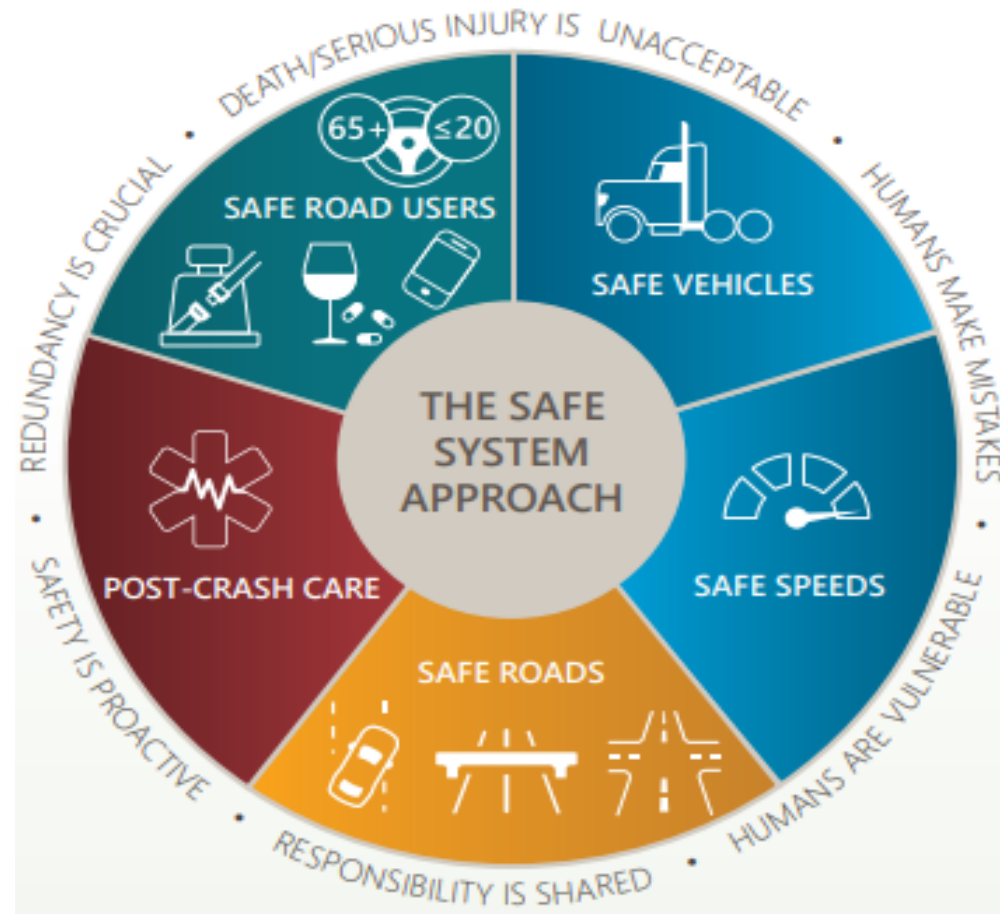 DEATH/SERIOUS INJURY IS UNACCEPTABLE
HUMANS MAKE MISTAKES
HUMANS ARE VULNERABLE
RESPONSIBILITY IS SHARED
SAFETY IS PROACTIVE
REDUNDANCY IS CRUCIAL
65+
≤20
SAFE ROAD USERS
SAFE VEHICLES
SAFE SPEEDS
SAFE ROADS
POST-CRASH CARE
THE SAFE
SYSTEM
APPROACH